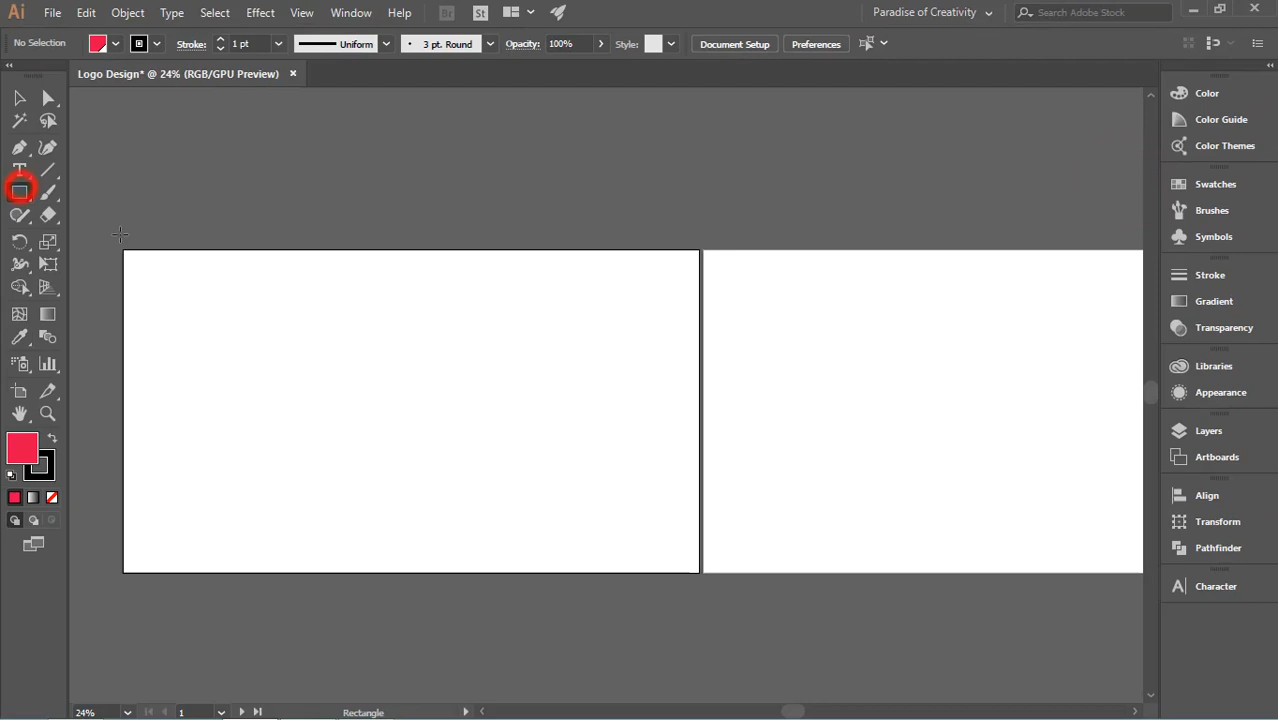 Ai File Edit Object Type Select Effect View Window Help Br St Paradise of Creativity Search Adobe Stock
No Selection Stroke: 1 pt Uniform 3 pt. Round Opacity: 100% Style: Document Setup Preferences
Logo Design* @ 24% (RGB/GPU Preview) ×
Color
Color Guide
Color Themes
Swatches
Brushes
Symbols
Stroke
Gradient
Transparency
Libraries
Appearance
Layers
Artboards
Align
Transform
Pathfinder
Character
24% 1 Rectangle